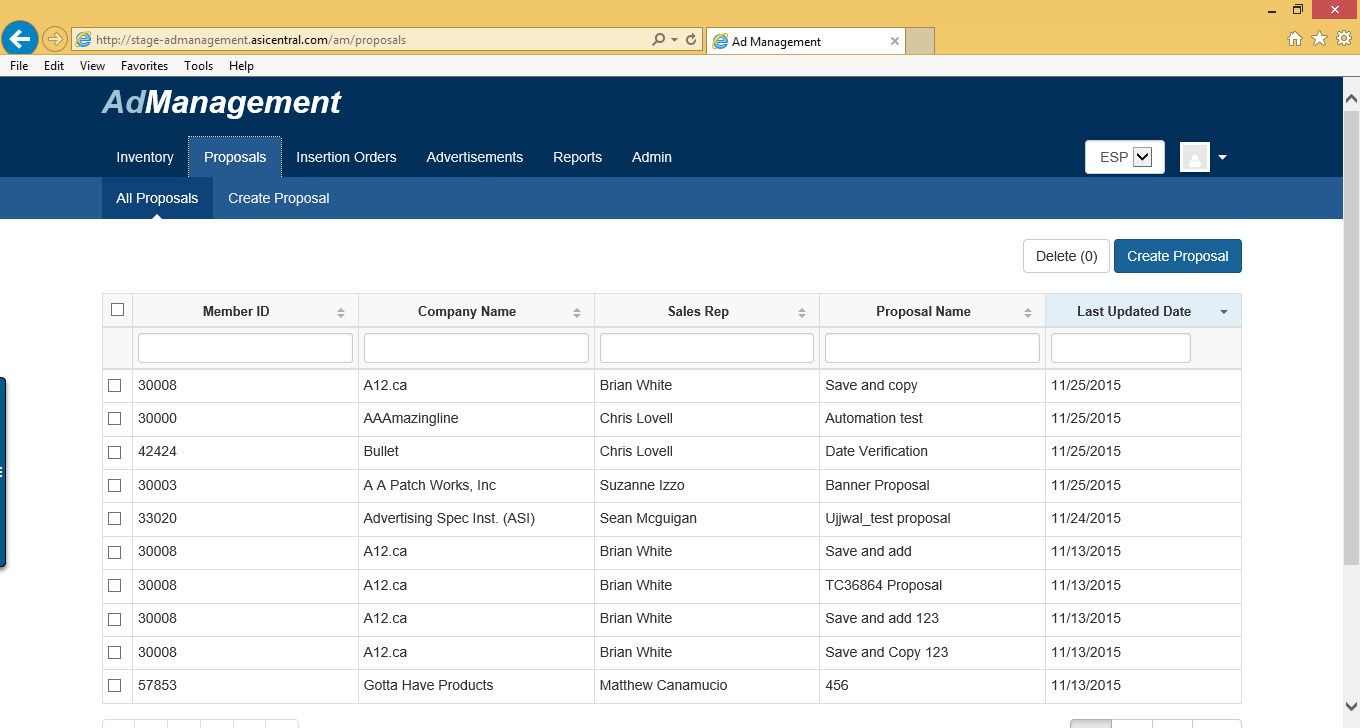 http://stage-admanagement.asicentral.com/am/proposals
Ad Management
File Edit View Favorites Tools Help
AdManagement
Inventory Proposals Insertion Orders Advertisements Reports Admin ESP
All Proposals Create Proposal
Delete (0) Create Proposal
Member ID Company Name Sales Rep Proposal Name Last Updated Date
30008 A12.ca Brian White Save and copy 11/25/2015
30000 AAAmazingline Chris Lovell Automation test 11/25/2015
42424 Bullet Chris Lovell Date Verification 11/25/2015
30003 A A Patch Works, Inc Suzanne Izzo Banner Proposal 11/25/2015
33020 Advertising Spec Inst. (ASI) Sean Mcguigan Ujjwal_test proposal 11/24/2015
30008 A12.ca Brian White Save and add 11/13/2015
30008 A12.ca Brian White TC36864 Proposal 11/13/2015
30008 A12.ca Brian White Save and add 123 11/13/2015
30008 A12.ca Brian White Save and Copy 123 11/13/2015
57853 Gotta Have Products Matthew Canamucio 456 11/13/2015